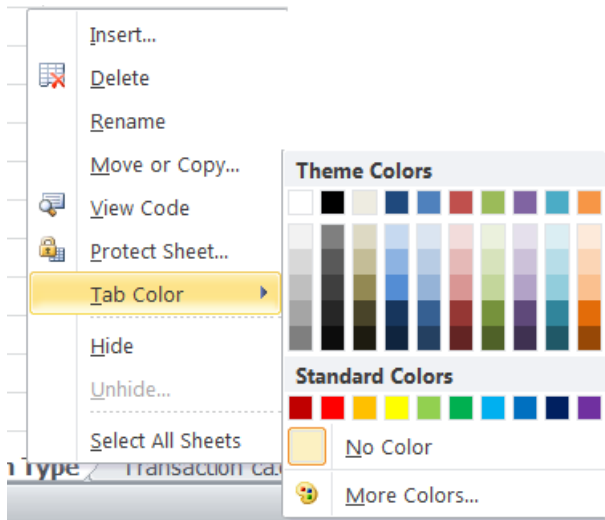 Insert...
Delete
Rename
Move or Copy...
View Code
Protect Sheet...
Tab Color
Hide
Unhide...
Select All Sheets
Theme Colors
Standard Colors
No Color
More Colors...
Type
Transaction